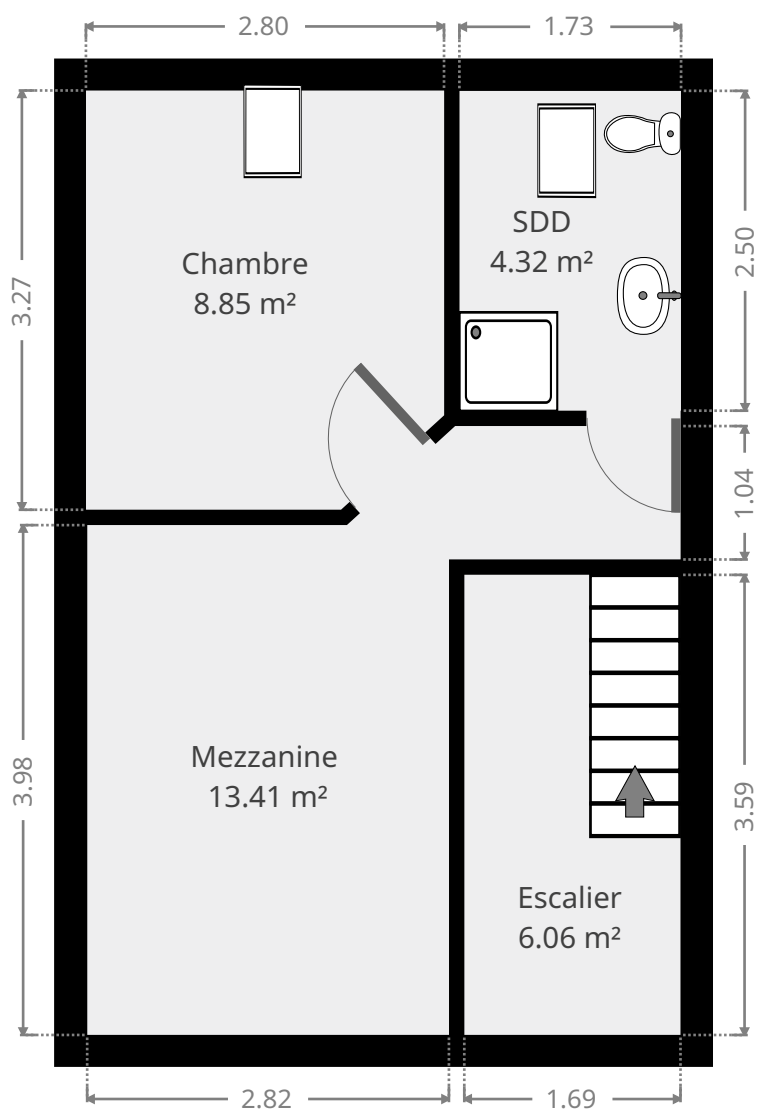 2.80
1.73
SDD
4.32 m²
2.50
Chambre
8.85 m²
3.27
1.04
Mezzanine
13.41 m²
3.98
3.59
Escalier
6.06 m²
2.82
1.69